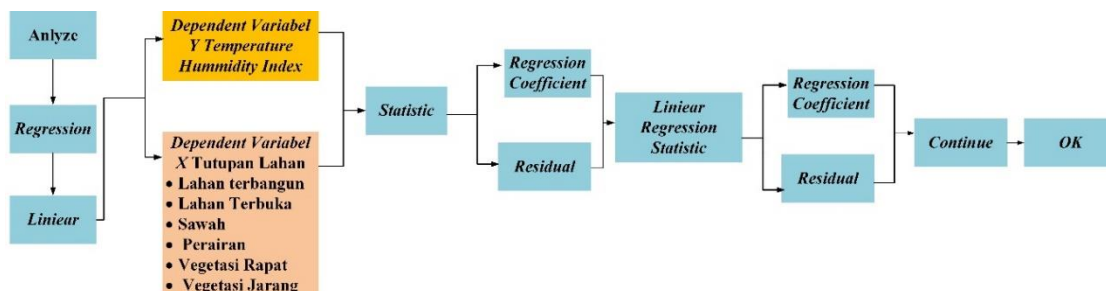 Anlyze
Regression
Liniear
Dependent Variabel
Y Temperature
Hummidity Index
Dependent Variabel
X Tutupan Lahan
• Lahan terbangun
• Lahan Terbuka
• Sawah
• Perairan
• Vegetasi Rapat
• Vegetasi Jarang
Statistic
Regression
Coefficient
Residual
Liniear
Regression
Statistic
Regression
Coefficient
Residual
Continue
OK